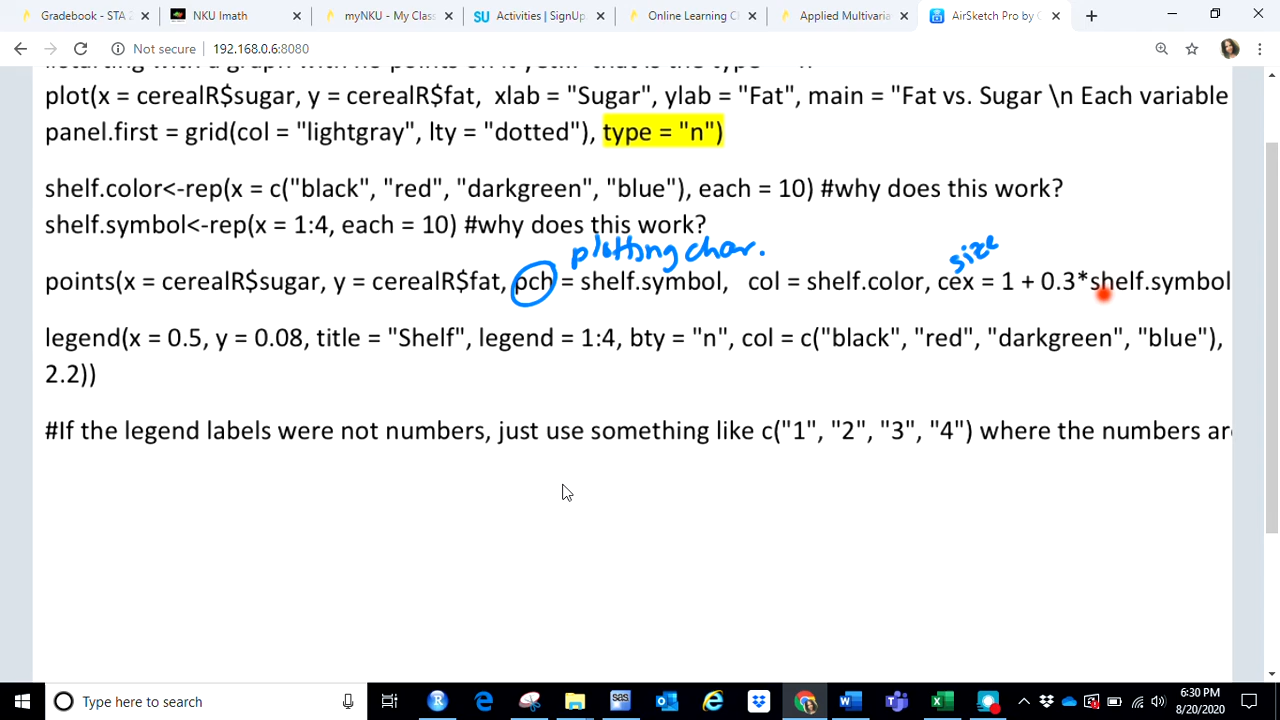 Gradebook - STA 2
NKU lmath
myNKU - My Clas
Activities | SignUp
Online Learning C
Applied Multivaria
AirSketch Pro by
Not secure
192.168.0.6:8080
plot(x = cerealR$sugar, y = cerealR$fat, xlab = "Sugar", ylab = "Fat", main = "Fat vs. Sugar \n Each variable
panel.first = grid(col = "lightgray", lty = "dotted"), type = "n")
shelf.color<-rep(x = c("black", "red", "darkgreen", "blue"), each = 10) #why does this work?
shelf.symbol<-rep(x = 1:4, each = 10) #why does this work?
plotting char.
size
points(x = cerealR$sugar, y = cerealR$fat, pch = shelf.symbol, col = shelf.color, cex = 1 + 0.3*shelf.symbol
legend(x = 0.5, y = 0.08, title = "Shelf", legend = 1:4, bty = "n", col = c("black", "red", "darkgreen", "blue"),
2.2))
#If the legend labels were not numbers, just use something like c("1", "2", "3", "4") where the numbers are
Type here to search
6:30 PM
8/20/2020